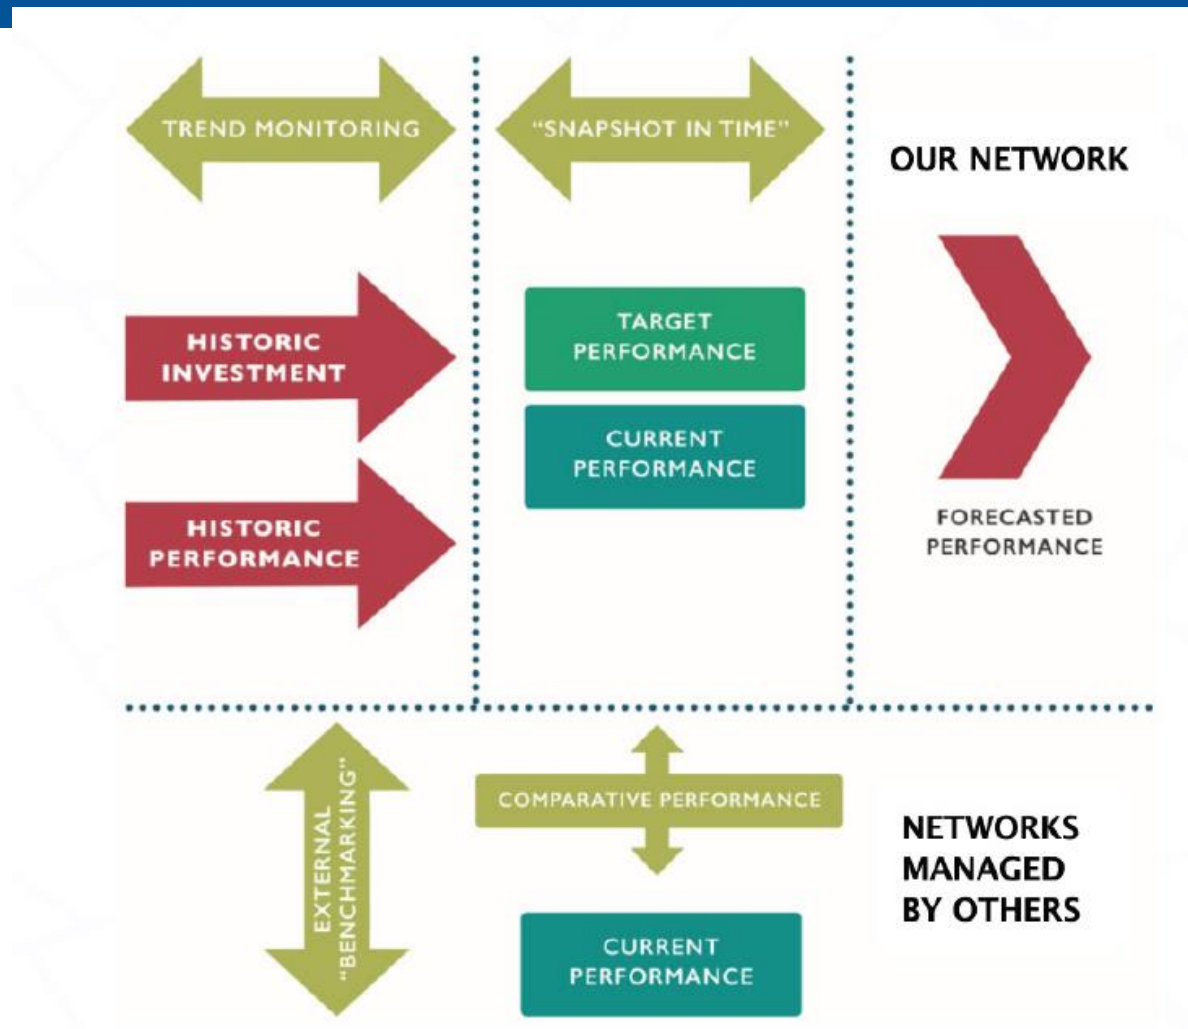 TREND MONITORING
“SNAPSHOT IN TIME”
OUR NETWORK
HISTORIC
INVESTMENT
TARGET
PERFORMANCE
CURRENT
PERFORMANCE
HISTORIC
PERFORMANCE
FORECASTED
PERFORMANCE
EXTERNAL
“BENCHMARKING”
COMPARATIVE PERFORMANCE
NETWORKS
MANAGED
BY OTHERS
CURRENT
PERFORMANCE